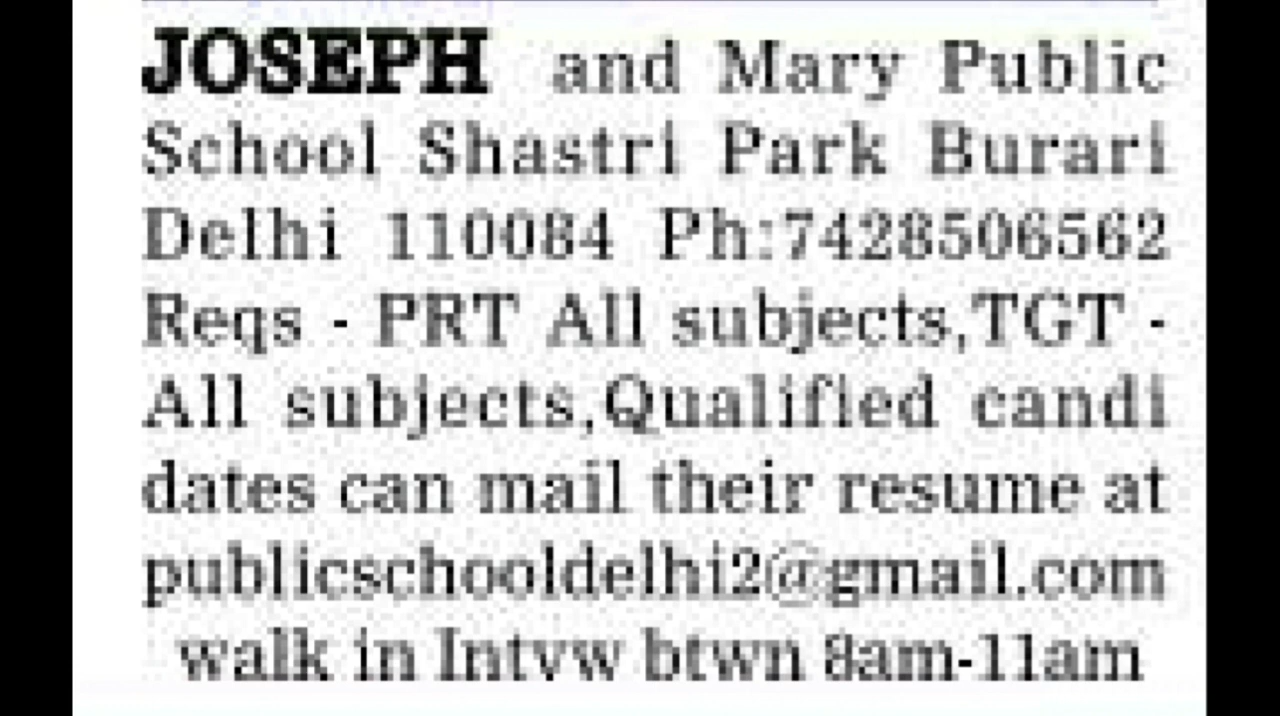 JOSEPH and Mary Public
School Shastri Park Burari
Delhi 110084 Ph:7428506562
Reqs - PRT All subjects,TGT -
All subjects,Qualified candi
dates can mail their resume at
publicschooldelhi2@gmail.com
walk in Intvw btwn 8am-11am